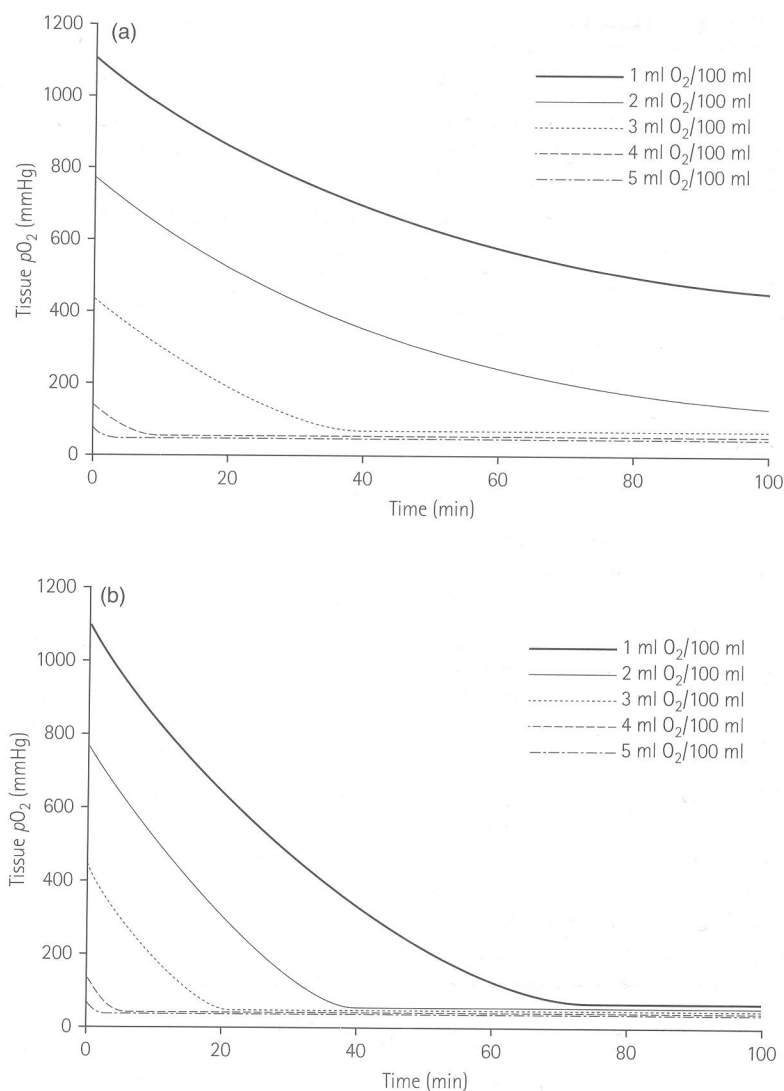 (a)
1200
1000
800
600
400
200
0
Tissue pO₂ (mmHg)
1 ml O₂/100 ml
2 ml O₂/100 ml
3 ml O₂/100 ml
4 ml O₂/100 ml
5 ml O₂/100 ml
0 20 40 60 80 100
Time (min)
(b)
1200
1000
800
600
400
200
0
Tissue pO₂ (mmHg)
1 ml O₂/100 ml
2 ml O₂/100 ml
3 ml O₂/100 ml
4 ml O₂/100 ml
5 ml O₂/100 ml
0 20 40 60 80 100
Time (min)